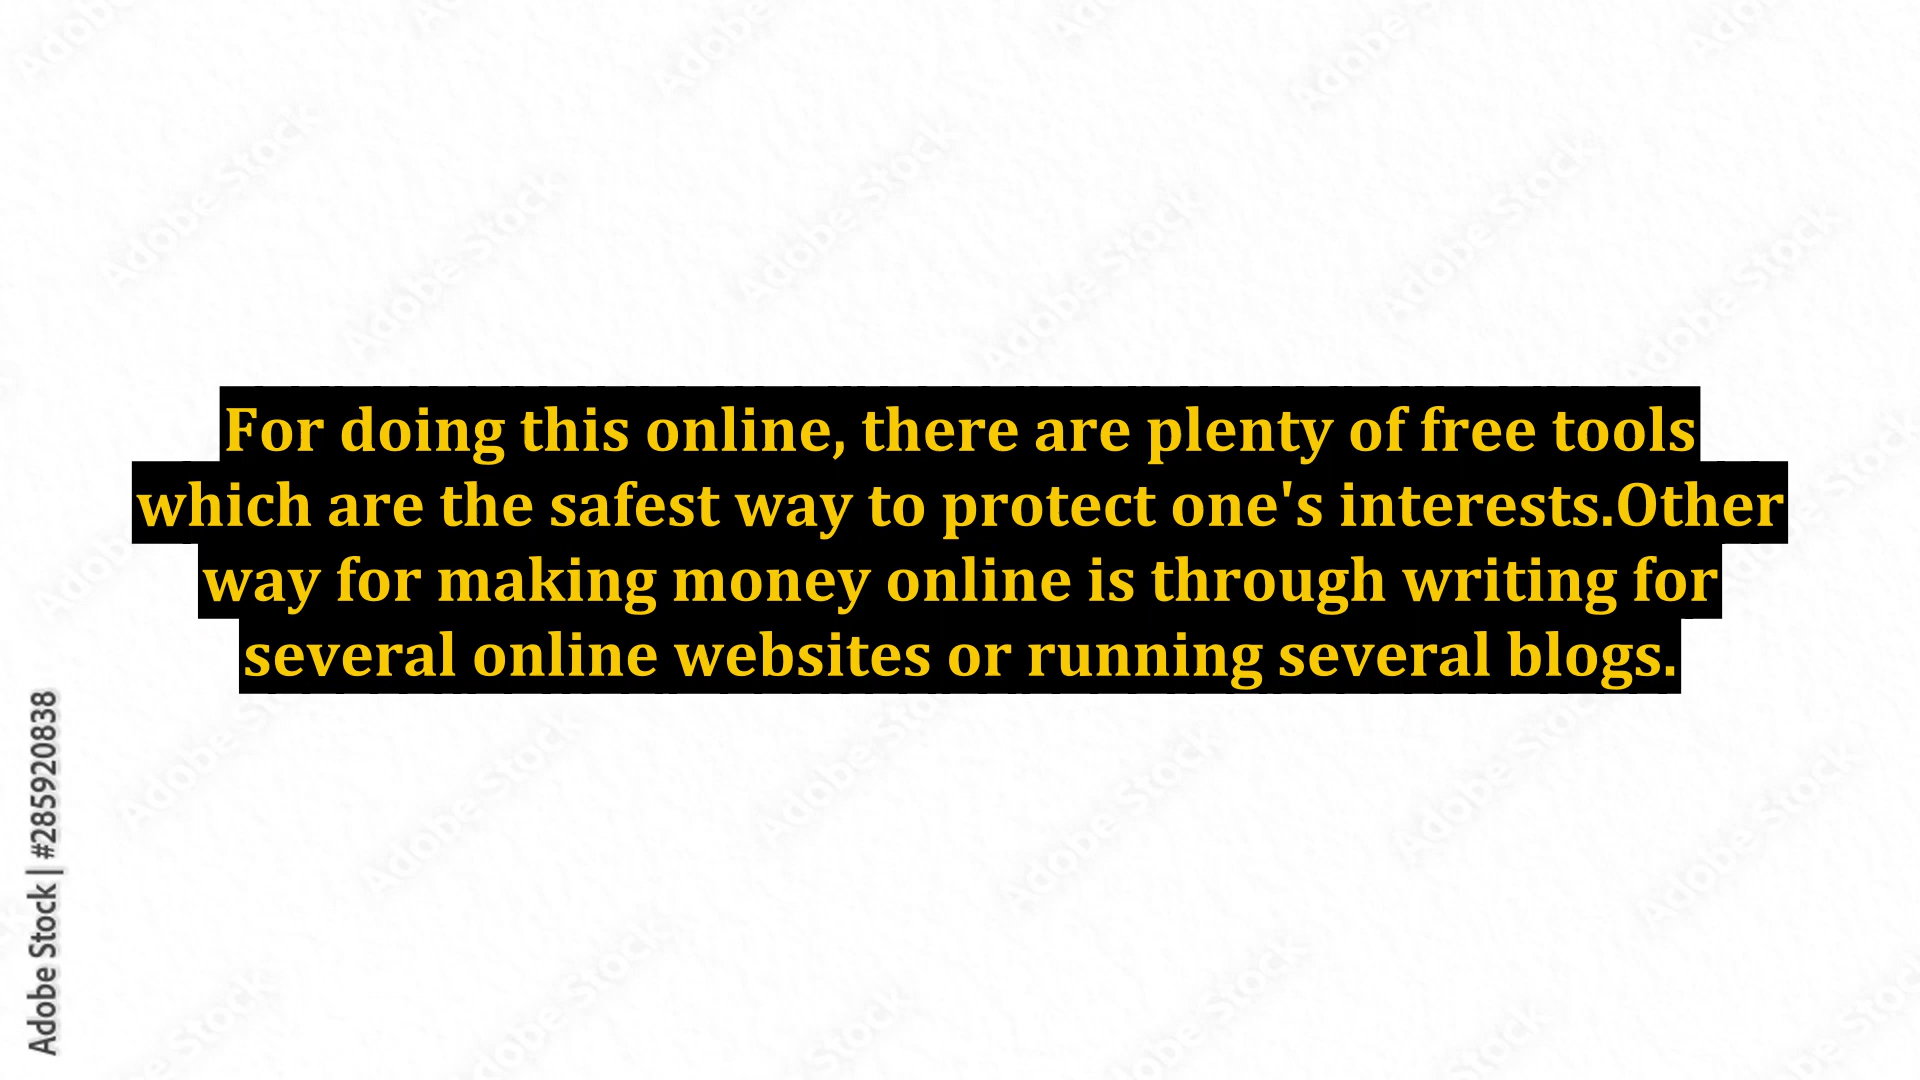 For doing this online, there are plenty of free tools
which are the safest way to protect one's interests.Other
way for making money online is through writing for
several online websites or running several blogs.
Adobe Stock | #285920838
Adobe Stock